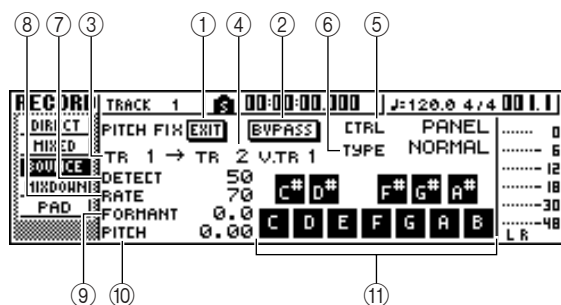 ⑧ ⑦ ③ ① ④ ② ⑥ ⑤
RECORD TRACK 1 S 00:00:00.000 ♩=120.0 4/4 001.1
DIRECT PITCH FIX EXIT BYPASS CTRL PANEL 0
MIXED TYPE NORMAL 6
TR 1 → TR 2 V.TR 1
DETECT 50 12
MIXDOWN RATE 70 C# D# F# G# A# 18
PAD FORMANT 0.0 30
PITCH 0.00 C D E F G A B 48
L R
⑨ ⑩ ⑪